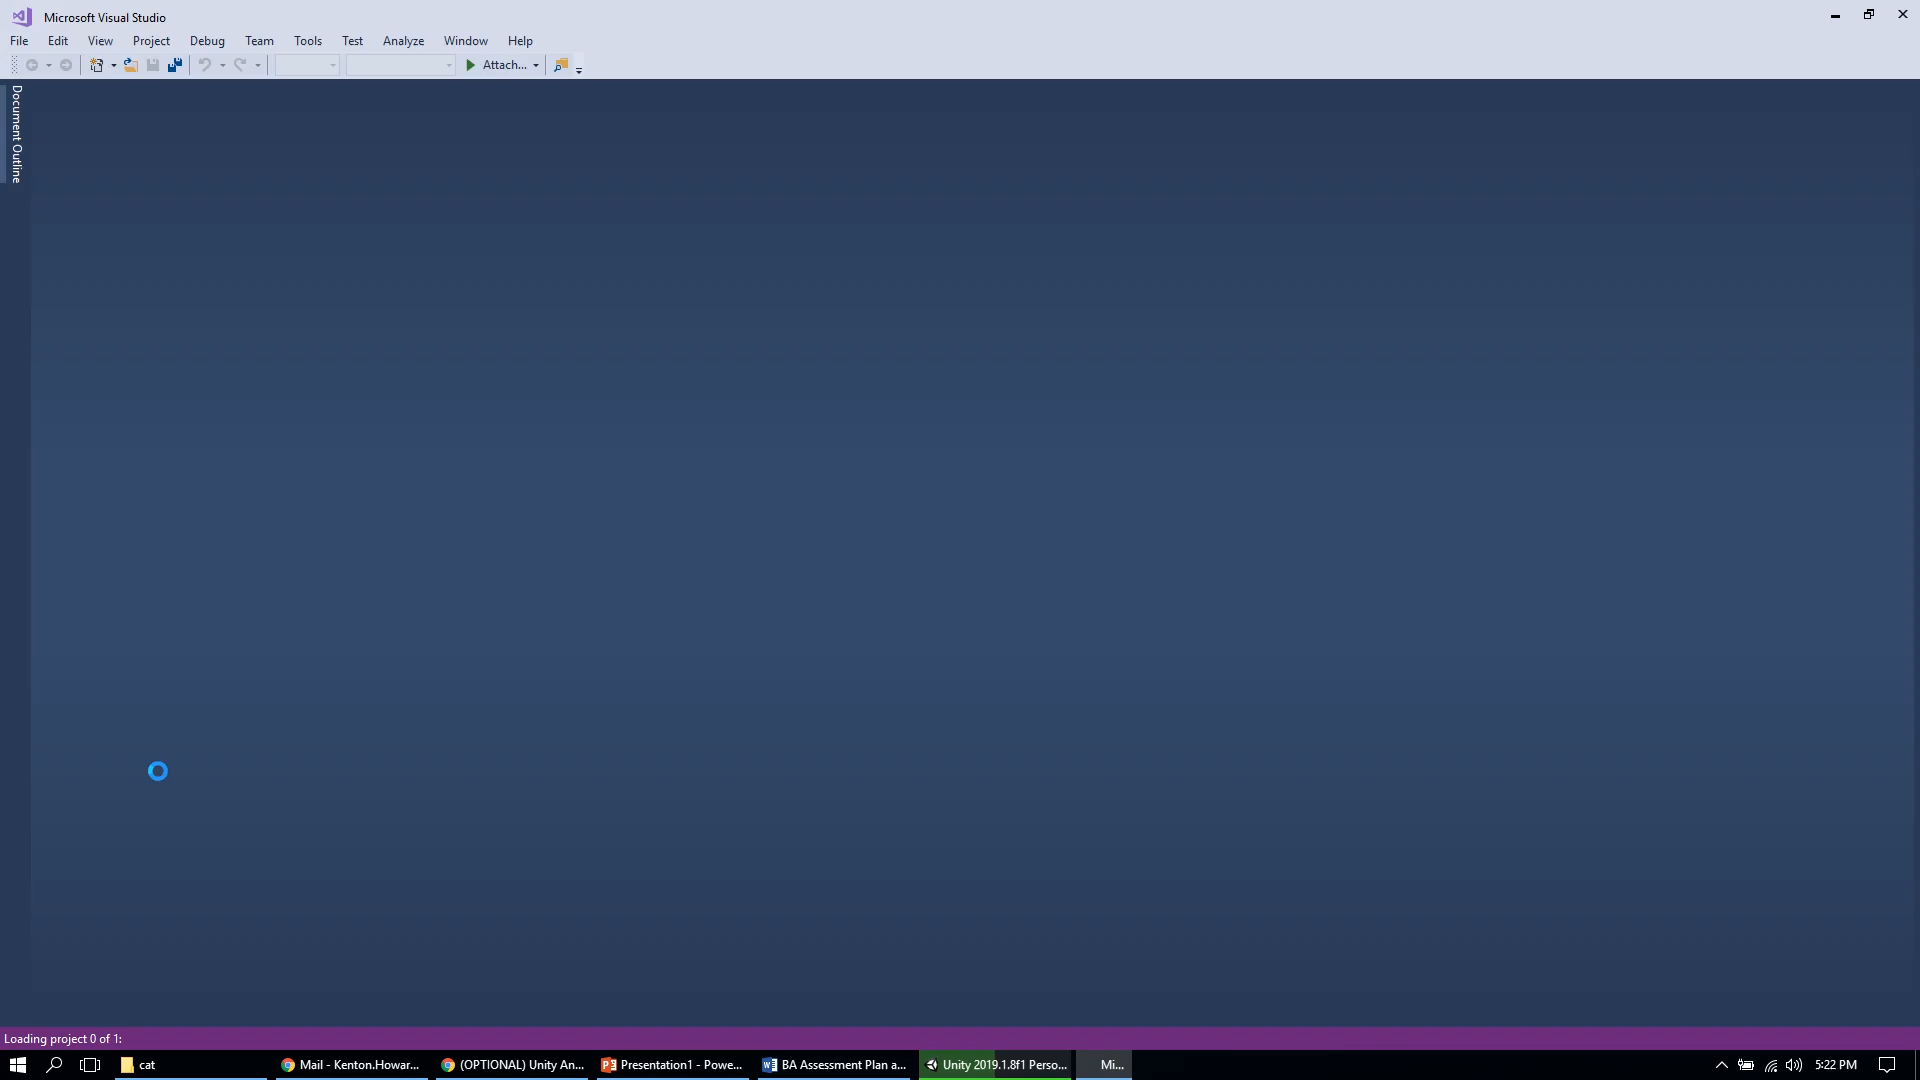 Microsoft Visual Studio
File Edit View Project Debug Team Tools Test Analyze Window Help
Attach...
Document Outline
Loading project 0 of 1:
cat Mail - Kenton.Howar... (OPTIONAL) Unity An... Presentation1 - Powe... BA Assessment Plan a... Unity 2019.1.8f1 Perso... Mi... 5:22 PM